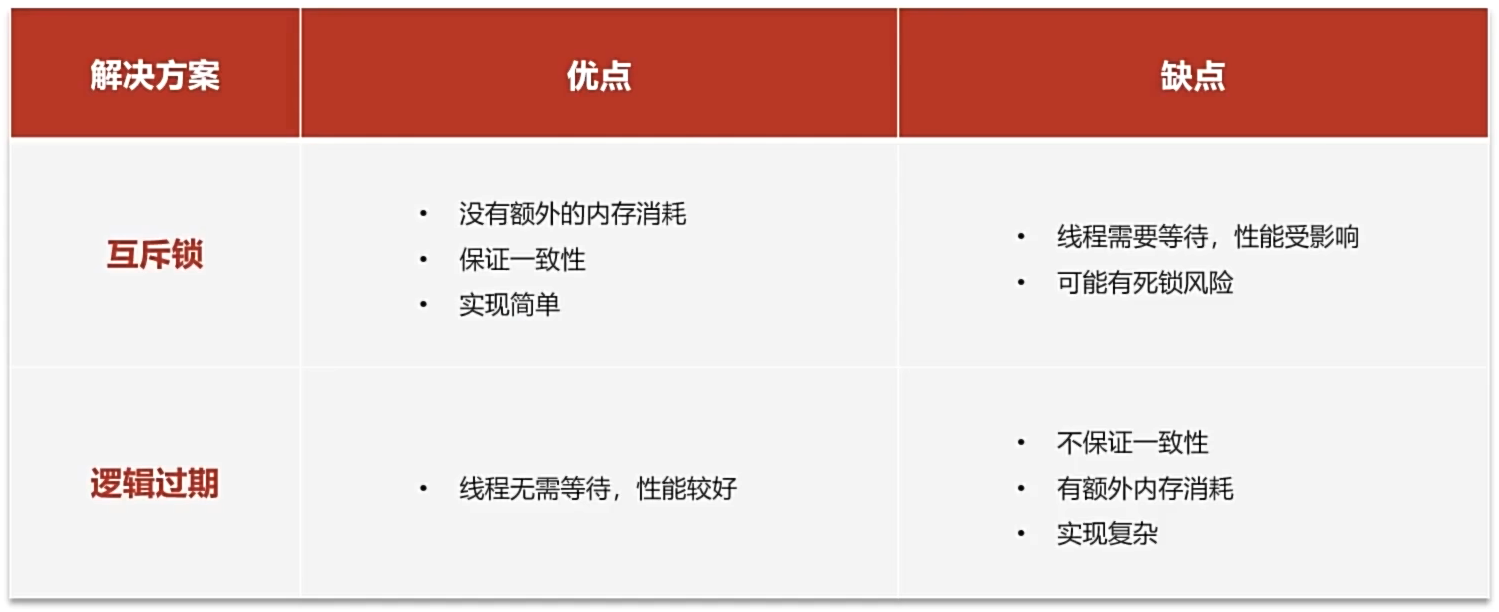 解决方案
优点
缺点
互斥锁
• 没有额外的内存消耗
• 保证一致性
• 实现简单
• 线程需要等待，性能受影响
• 可能有死锁风险
逻辑过期
• 线程无需等待，性能较好
• 不保证一致性
• 有额外内存消耗
• 实现复杂